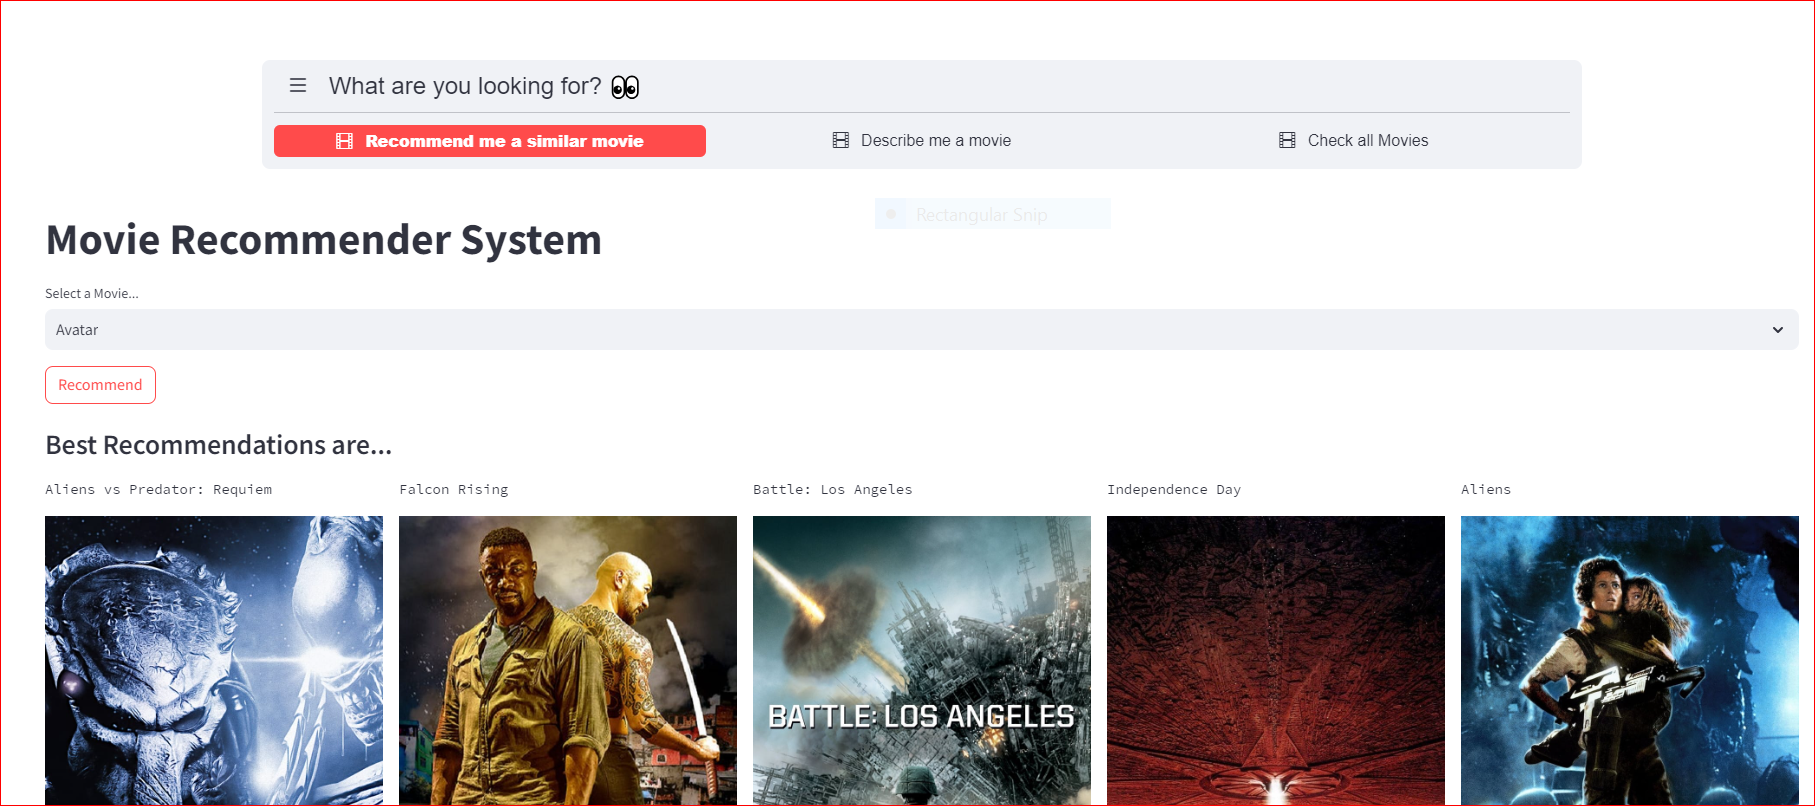 What are you looking for? 👀
Recommend me a similar movie
Describe me a movie
Check all Movies
Rectangular Snip
Movie Recommender System
Select a Movie...
Avatar
Recommend
Best Recommendations are...
Aliens vs Predator: Requiem
Falcon Rising
Battle: Los Angeles
Independence Day
Aliens
BATTLE: LOS ANGELES